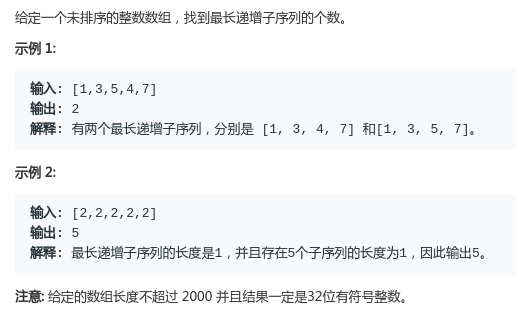 给定一个未排序的整数数组，找到最长递增子序列的个数。
示例 1:
输入: [1,3,5,4,7]
输出: 2
解释: 有两个最长递增子序列，分别是 [1, 3, 4, 7] 和[1, 3, 5, 7]。
示例 2:
输入: [2,2,2,2,2]
输出: 5
解释: 最长递增子序列的长度是1，并且存在5个子序列的长度为1，因此输出5。
注意: 给定的数组长度不超过 2000 并且结果一定是32位有符号整数。